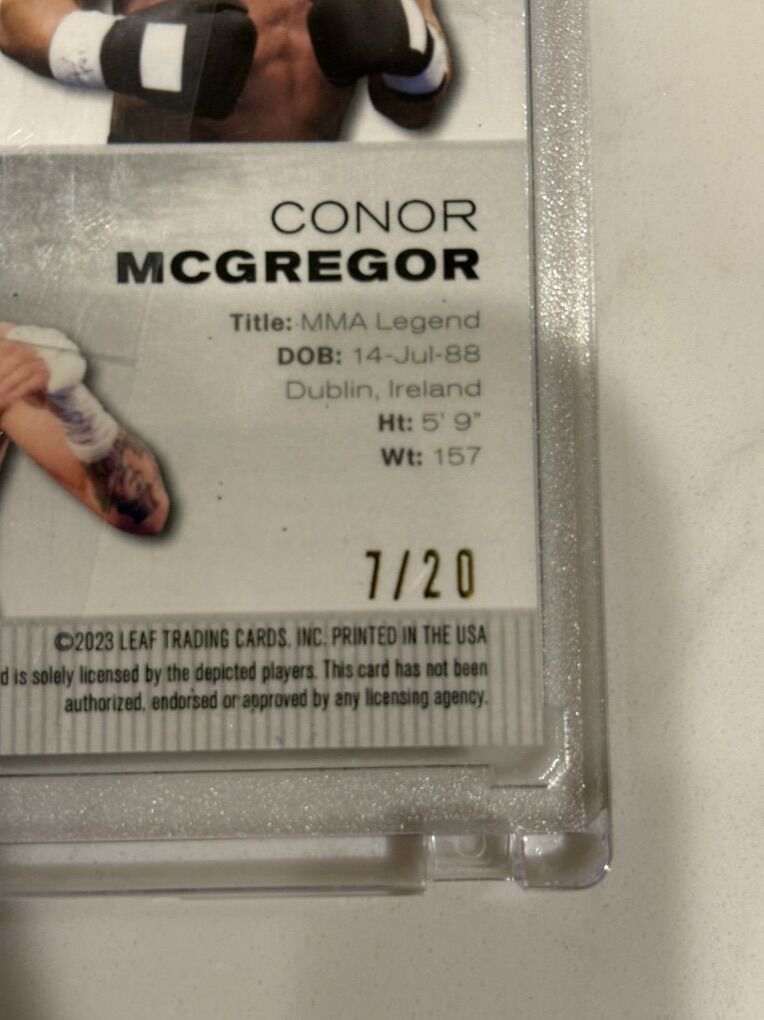 CONOR
MCGREGOR
Title: MMA Legend
DOB: 14-Jul-88
Dublin, Ireland
Ht: 5' 9"
Wt: 157
7/20
©2023 LEAF TRADING CARDS, INC. PRINTED IN THE USA
is solely licensed by the depicted players. This card has not been
authorized, endorsed or approved by any licensing agency.